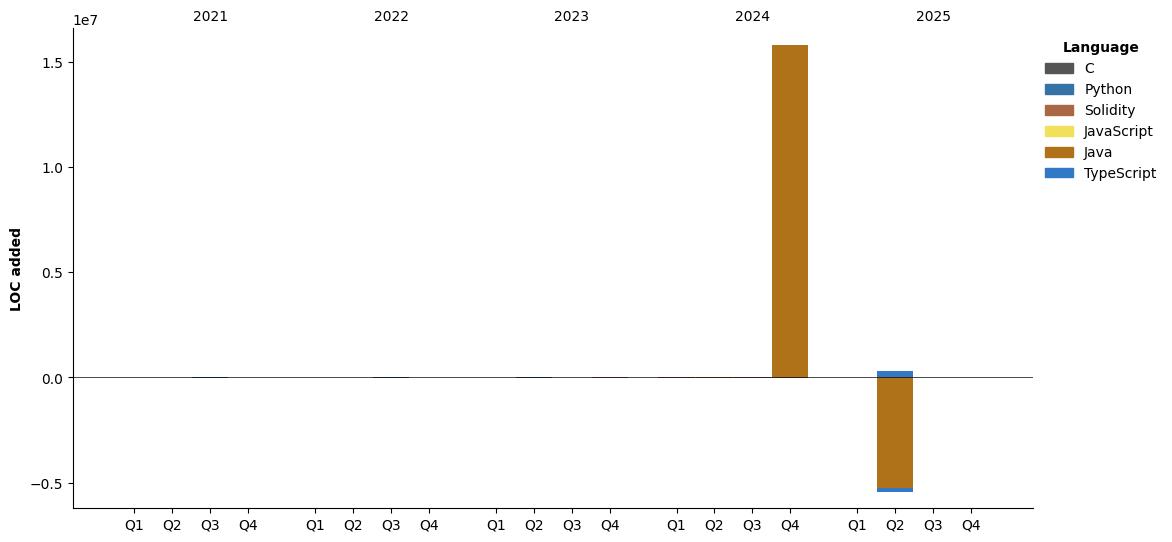 2021 2022 2023 2024 2025
1e7
Language
C
Python
Solidity
JavaScript
Java
TypeScript
LOC added
1.5
1.0
0.5
0.0
−0.5
Q1 Q2 Q3 Q4 Q1 Q2 Q3 Q4 Q1 Q2 Q3 Q4 Q1 Q2 Q3 Q4 Q1 Q2 Q3 Q4